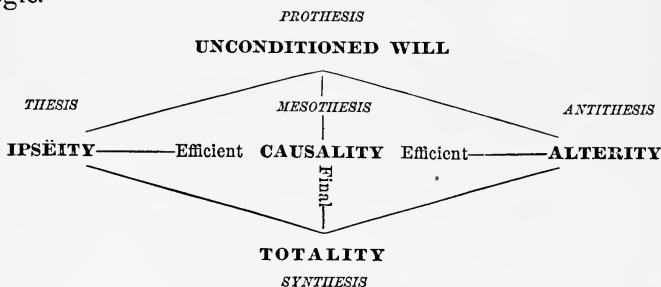 PROTHESIS
UNCONDITIONED WILL
THESIS MESOTHESIS ANTITHESIS
IPSËITY Efficient CAUSALITY Efficient ALTERITY
Final
TOTALITY
SYNTHESIS